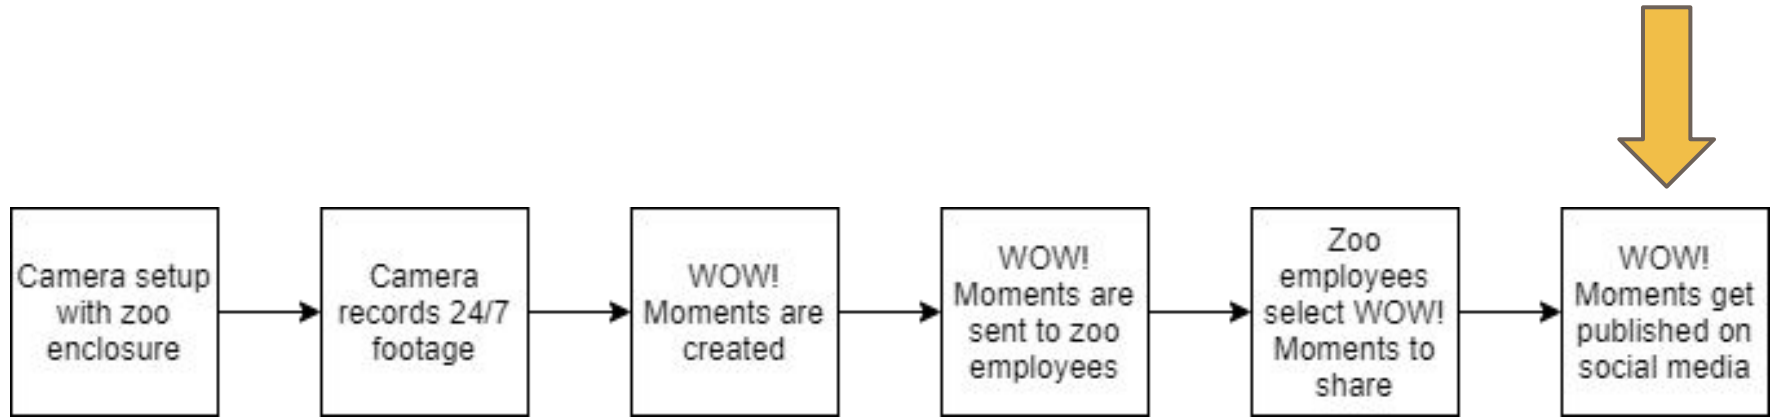 Camera setup
with zoo
enclosure
Camera
records 24/7
footage
WOW!
Moments are
created
WOW!
Moments are
sent to zoo
employees
Zoo
employees
select WOW!
Moments to
share
WOW!
Moments get
published on
social media